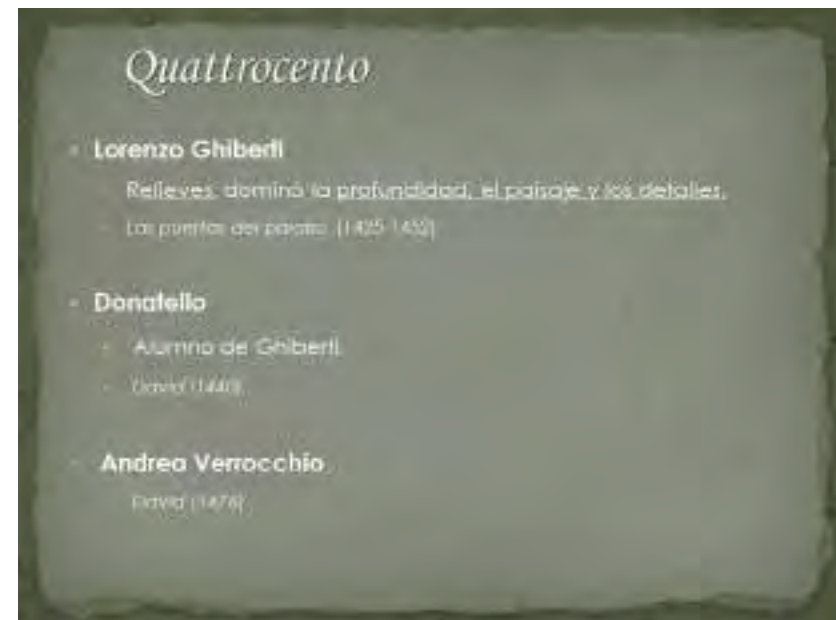 Quattrocento
Lorenzo Ghiberti
Relieves, dominó la profundidad, el paisaje y los detalles.
Las puertas del paraíso. (1425-1452)
Donatello
Alumno de Ghiberti.
David (1440).
Andrea Verrocchio
David (1476)